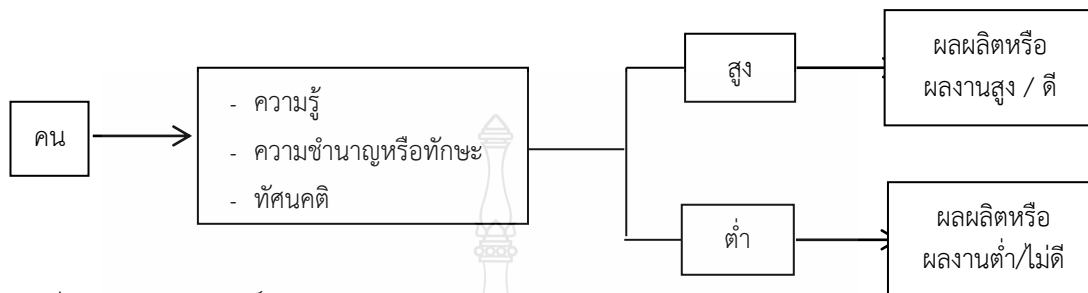 คน
- ความรู้
- ความชำนาญหรือทักษะ
- ทัศนคติ
สูง
ผลผลิตหรือ
ผลงานสูง / ดี
ต่ำ
ผลผลิตหรือ
ผลงานต่ำ/ไม่ดี